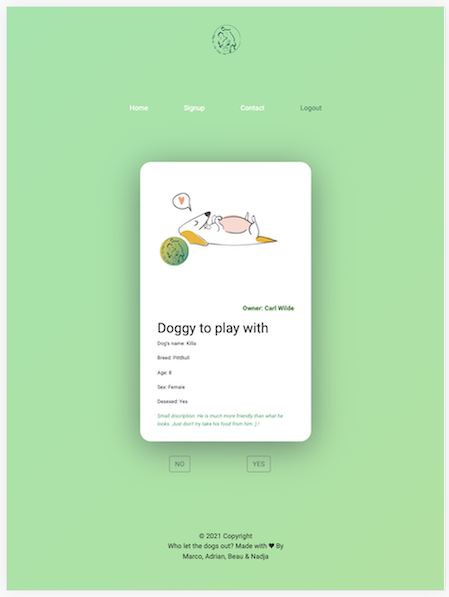 Home Signup Contact Logout
Owner: Carl Wilde
Doggy to play with
Dog's name: Killa
Breed: PittBull
Age: 8
Sex: Female
Desexed: Yes
Small discription: He is much more friendly than what he
looks. Just don't try take his food from him ;) !
NO YES
© 2021 Copyright
Who let the dogs out? Made with ❤ By
Marco, Adrian, Beau & Nadja